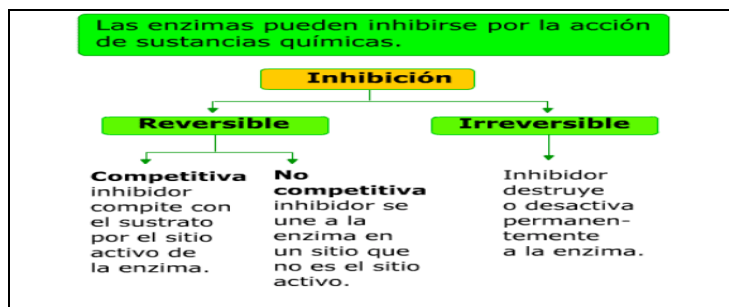 Las enzimas pueden inhibirse por la acción
de sustancias químicas.
Inhibición
Reversible
Irreversible
Competitiva
inhibidor
compite con
el sustrato
por el sitio
activo de
la enzima.
No
competitiva
inhibidor se
une a la
enzima en
un sitio que
no es el sitio
activo.
Inhibidor
destruye
o desactiva
permanen-
temente
a la enzima.